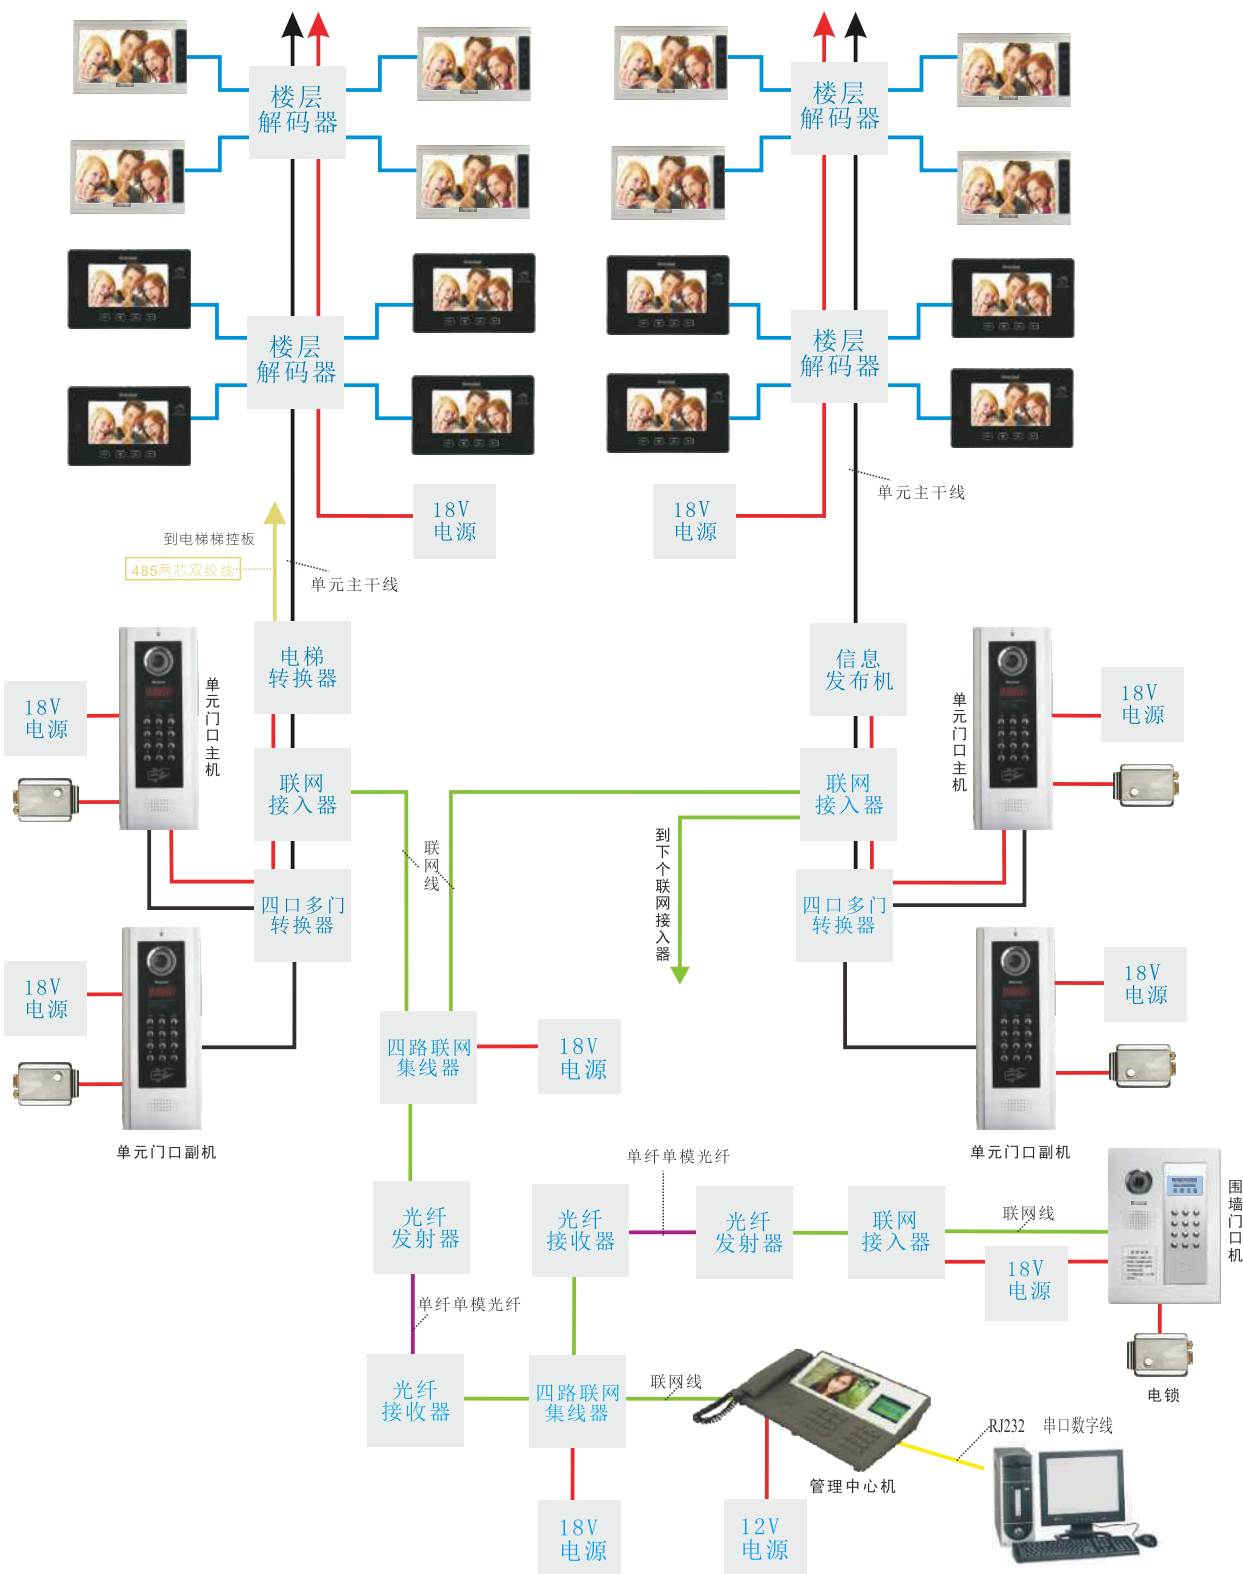 楼层
解码器
楼层
解码器
楼层
解码器
楼层
解码器
18V
电源
18V
电源
单元主干线
到电梯梯控板
485两芯双绞线
单元主干线
电梯
转换器
信息
发布机
18V
电源
单元门口主机
单元门口主机
18V
电源
联网
接入器
联网
接入器
联网线
到下个联网接入器
四口多门
转换器
四口多门
转换器
18V
电源
18V
电源
四路联网
集线器
18V
电源
单元门口副机
单元门口副机
单纤单模光纤
光纤
发射器
光纤
接收器
光纤
发射器
联网
接入器
联网线
围墙门口机
18V
电源
单纤单模光纤
光纤
接收器
四路联网
集线器
联网线
电锁
RJ232 串口数字线
管理中心机
18V
电源
12V
电源